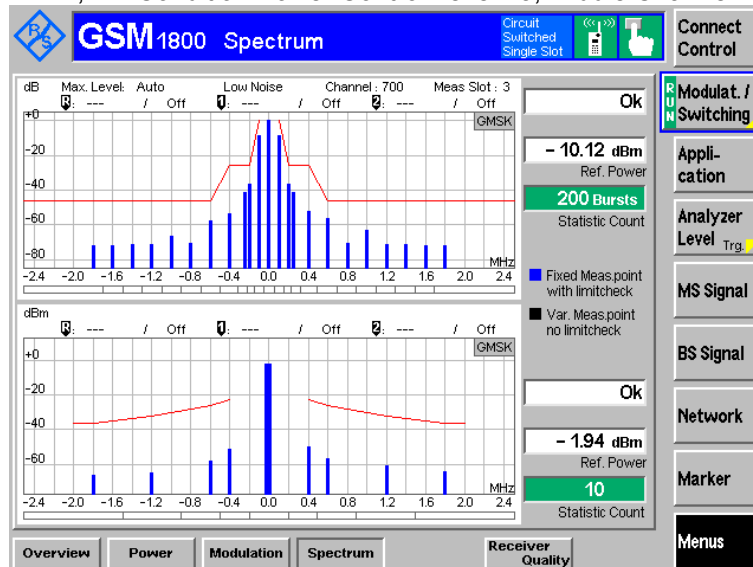 R/S
GSM1800 Spectrum
Circuit Switched Single Slot
Connect Control
RUN
Modulat. / Switching
Appli-cation
Analyzer Level Trg.
MS Signal
BS Signal
Network
Marker
Menus
dB Max. Level: Auto Low Noise Channel : 700 Meas Slot : 3
R: --- / Off 1: --- / Off 2: --- / Off
GMSK
+0
-20
-40
-60
-80
MHz
-2.4 -2.0 -1.6 -1.2 -0.8 -0.4 0.0 0.4 0.8 1.2 1.6 2.0 2.4
Ok
- 10.12 dBm
Ref. Power
200 Bursts
Statistic Count
Fixed Meas.point
with limitcheck
Var. Meas.point
no limitcheck
dBm
R: --- / Off 1: --- / Off 2: --- / Off
GMSK
+0
-20
-40
-60
MHz
-2.4 -2.0 -1.6 -1.2 -0.8 -0.4 0.0 0.4 0.8 1.2 1.6 2.0 2.4
Ok
- 1.94 dBm
Ref. Power
10
Statistic Count
Overview Power Modulation Spectrum Receiver Quality